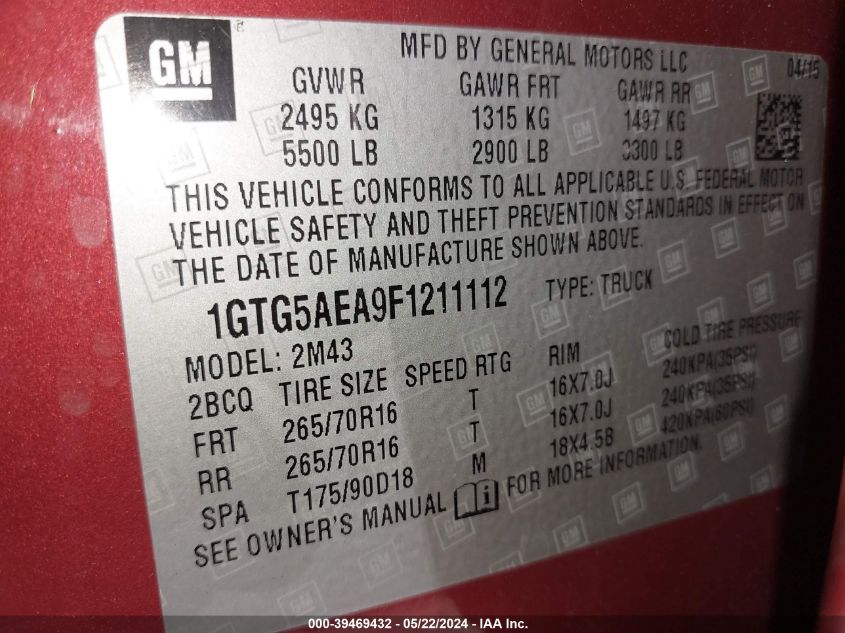 GM
MFD BY GENERAL MOTORS LLC
04/15
GVWR GAWR FRT GAWR RR
2495 KG 1315 KG 1497 KG
5500 LB 2900 LB 3300 LB
THIS VEHICLE CONFORMS TO ALL APPLICABLE U.S. FEDERAL MOTOR
VEHICLE SAFETY AND THEFT PREVENTION STANDARDS IN EFFECT ON
THE DATE OF MANUFACTURE SHOWN ABOVE.
1GTG5AEA9F1211112 TYPE: TRUCK
MODEL: 2M43
2BCQ TIRE SIZE SPEED RTG RIM COLD TIRE PRESSURE
FRT 265/70R16 T 16X7.0J 240KPA(35PSI)
RR 265/70R16 T 16X7.0J 240KPA(35PSI)
SPA T175/90D18 M 18X4.5B 420KPA(60PSI)
SEE OWNER'S MANUAL FOR MORE INFORMATION.
000-39469432 - 05/22/2024 - IAA Inc.